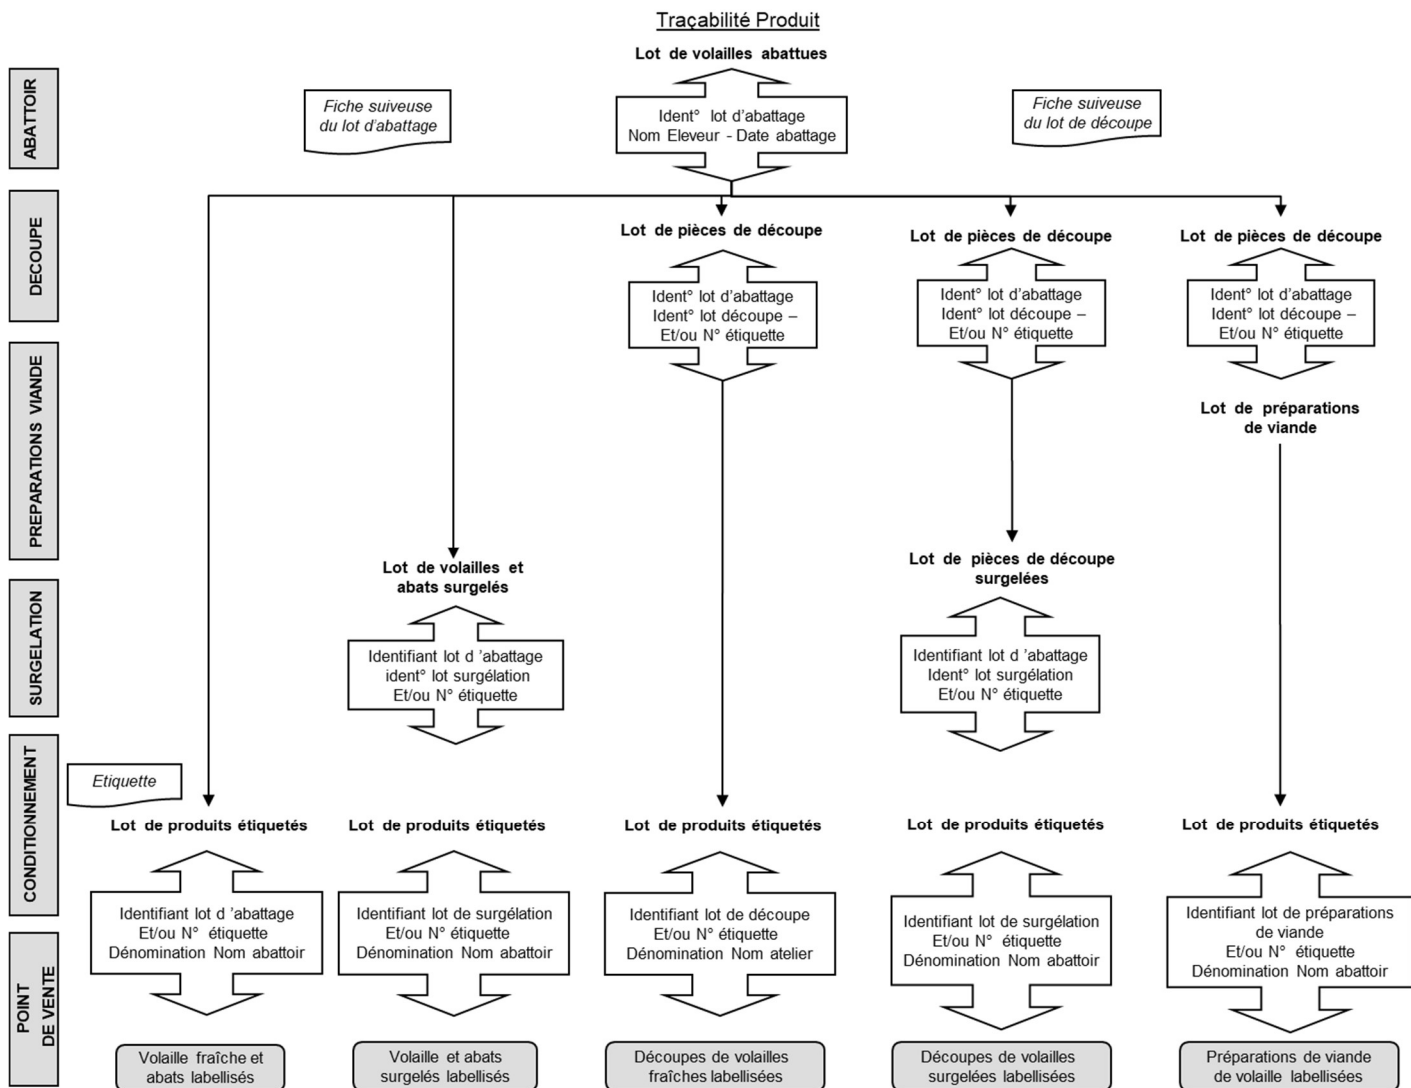 Traçabilité Produit
Lot de volailles abattues
ABATTOIR
Fiche suiveuse
du lot d'abattage
Ident° lot d'abattage
Nom Eleveur - Date abattage
Fiche suiveuse
du lot de découpe
DECOUPE
Lot de pièces de découpe
Ident° lot d'abattage
Ident° lot découpe –
Et/ou N° étiquette
Lot de pièces de découpe
Ident° lot d'abattage
Ident° lot découpe –
Et/ou N° étiquette
Lot de pièces de découpe
Ident° lot d'abattage
Ident° lot découpe –
Et/ou N° étiquette
PREPARATIONS VIANDE
Lot de préparations
de viande
Lot de volailles et
abats surgelés
Lot de pièces de découpe
surgelées
SURGELATION
Identifiant lot d 'abattage
ident° lot surgélation
Et/ou N° étiquette
Identifiant lot d 'abattage
Ident° lot surgélation
Et/ou N° étiquette
CONDITIONNEMENT
Etiquette
Lot de produits étiquetés
Lot de produits étiquetés
Lot de produits étiquetés
Lot de produits étiquetés
Lot de produits étiquetés
Identifiant lot d 'abattage
Et/ou N° étiquette
Dénomination Nom abattoir
Identifiant lot de surgélation
Et/ou N° étiquette
Dénomination Nom abattoir
Identifiant lot de découpe
Et/ou N° étiquette
Dénomination Nom atelier
Identifiant lot de surgélation
Et/ou N° étiquette
Dénomination Nom abattoir
Identifiant lot de préparations
de viande
Et/ou N° étiquette
Dénomination Nom abattoir
POINT
DE VENTE
Volaille fraîche et
abats labellisés
Volaille et abats
surgelés labellisés
Découpes de volailles
fraîches labellisées
Découpes de volailles
surgelées labellisées
Préparations de viande
de volaille labellisées